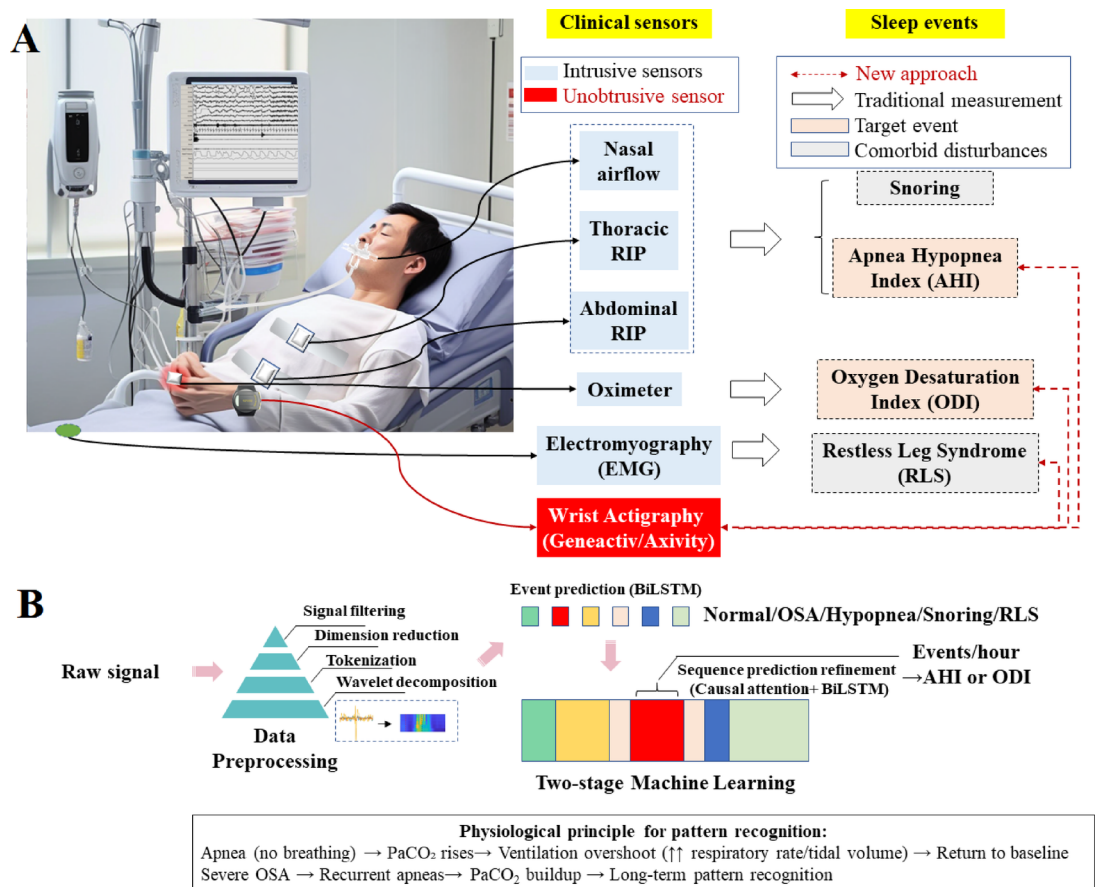 A
Clinical sensors
Sleep events
Intrusive sensors
Unobtrusive sensor
New approach
Traditional measurement
Target event
Comorbid disturbances
Nasal
airflow
Thoracic
RIP
Abdominal
RIP
Snoring
Apnea Hypopnea
Index (AHI)
Oximeter
Oxygen Desaturation
Index (ODI)
Electromyography
(EMG)
Restless Leg Syndrome
(RLS)
Wrist Actigraphy
(Geneactiv/Axivity)
B
Raw signal
Signal filtering
Dimension reduction
Tokenization
Wavelet decomposition
Data
Preprocessing
Event prediction (BiLSTM)
Normal/OSA/Hypopnea/Snoring/RLS
Sequence prediction refinement
(Causal attention+ BiLSTM)
Events/hour
→AHI or ODI
Two-stage Machine Learning
Physiological principle for pattern recognition:
Apnea (no breathing) → PaCO₂ rises→ Ventilation overshoot (↑↑ respiratory rate/tidal volume) → Return to baseline
Severe OSA → Recurrent apneas→ PaCO₂ buildup → Long-term pattern recognition